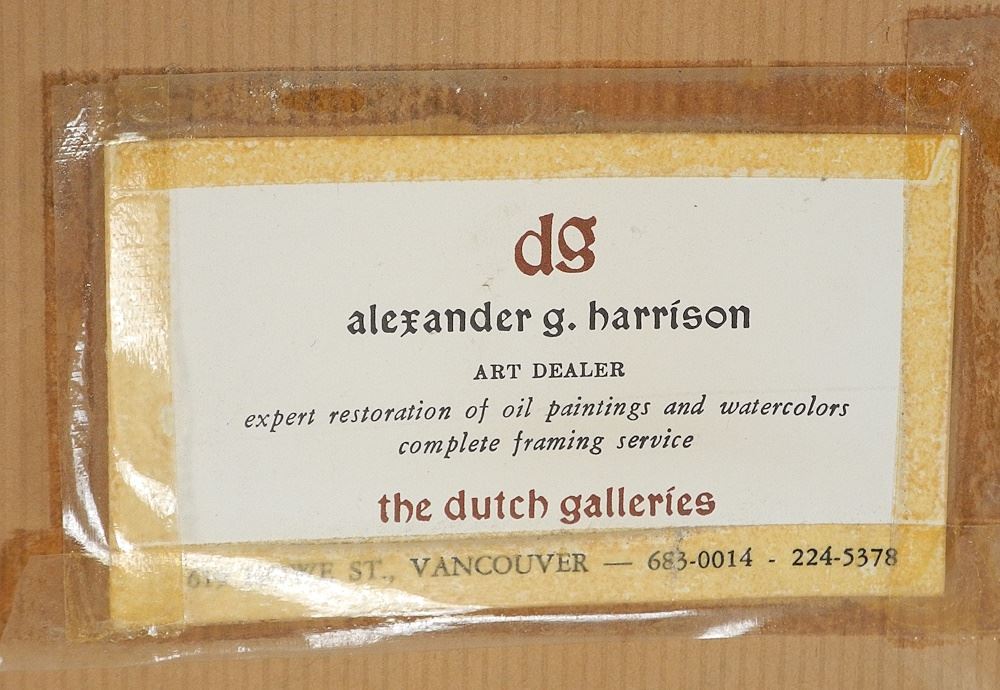 dg
alexander g. harrison
ART DEALER
expert restoration of oil paintings and watercolors
complete framing service
the dutch galleries
ST., VANCOUVER — 683-0014 - 224-5378